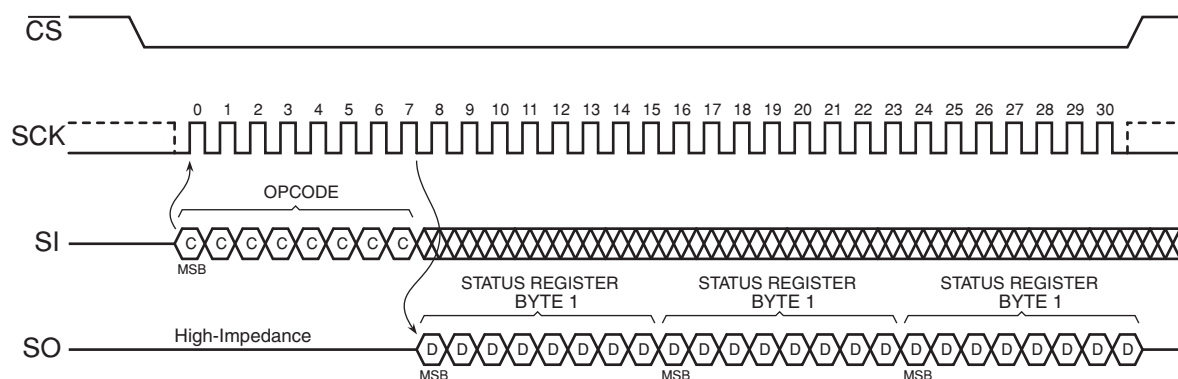 C̅S̅
0 1 2 3 4 5 6 7 8 9 10 11 12 13 14 15 16 17 18 19 20 21 22 23 24 25 26 27 28 29 30
SCK
OPCODE
SI C C C C C C C C
MSB
STATUS REGISTER BYTE 1
STATUS REGISTER BYTE 1
STATUS REGISTER BYTE 1
High-Impedance
SO D D D D D D D D D D D D D D D D D D D D D D D D
MSB MSB MSB